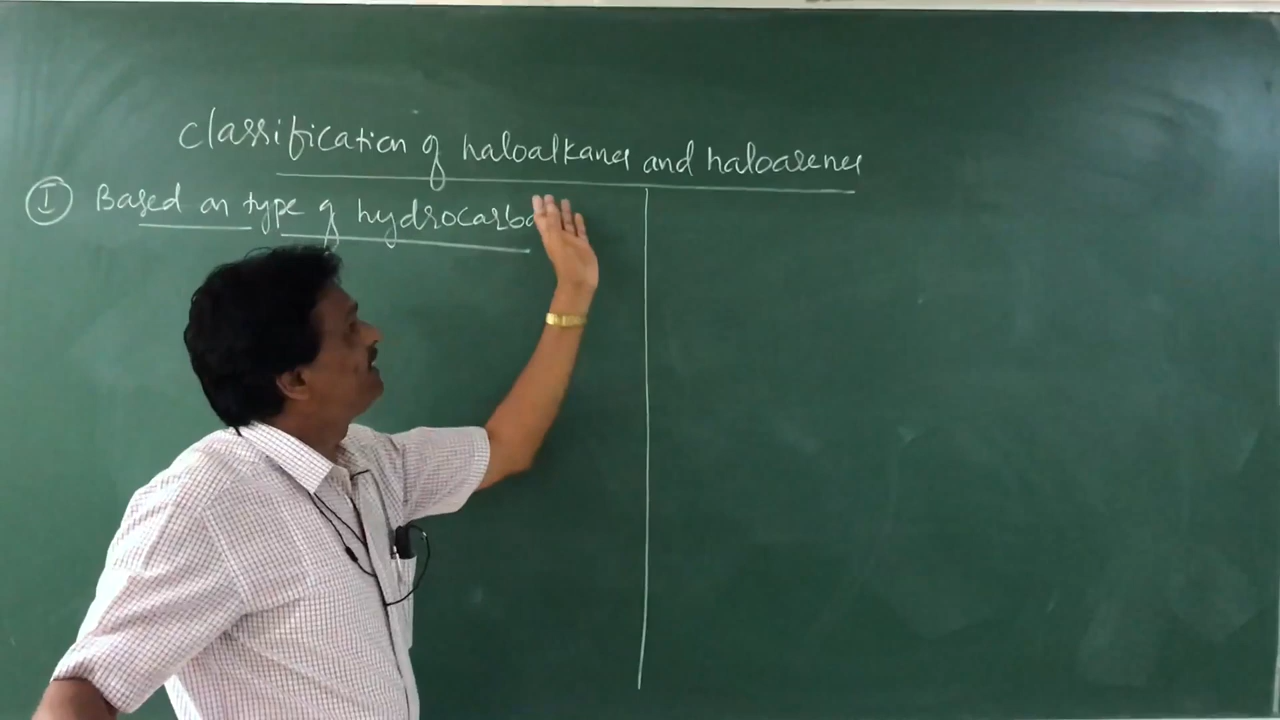 Classification of haloalkanes and haloarenes
I Based on type of hydrocarbo